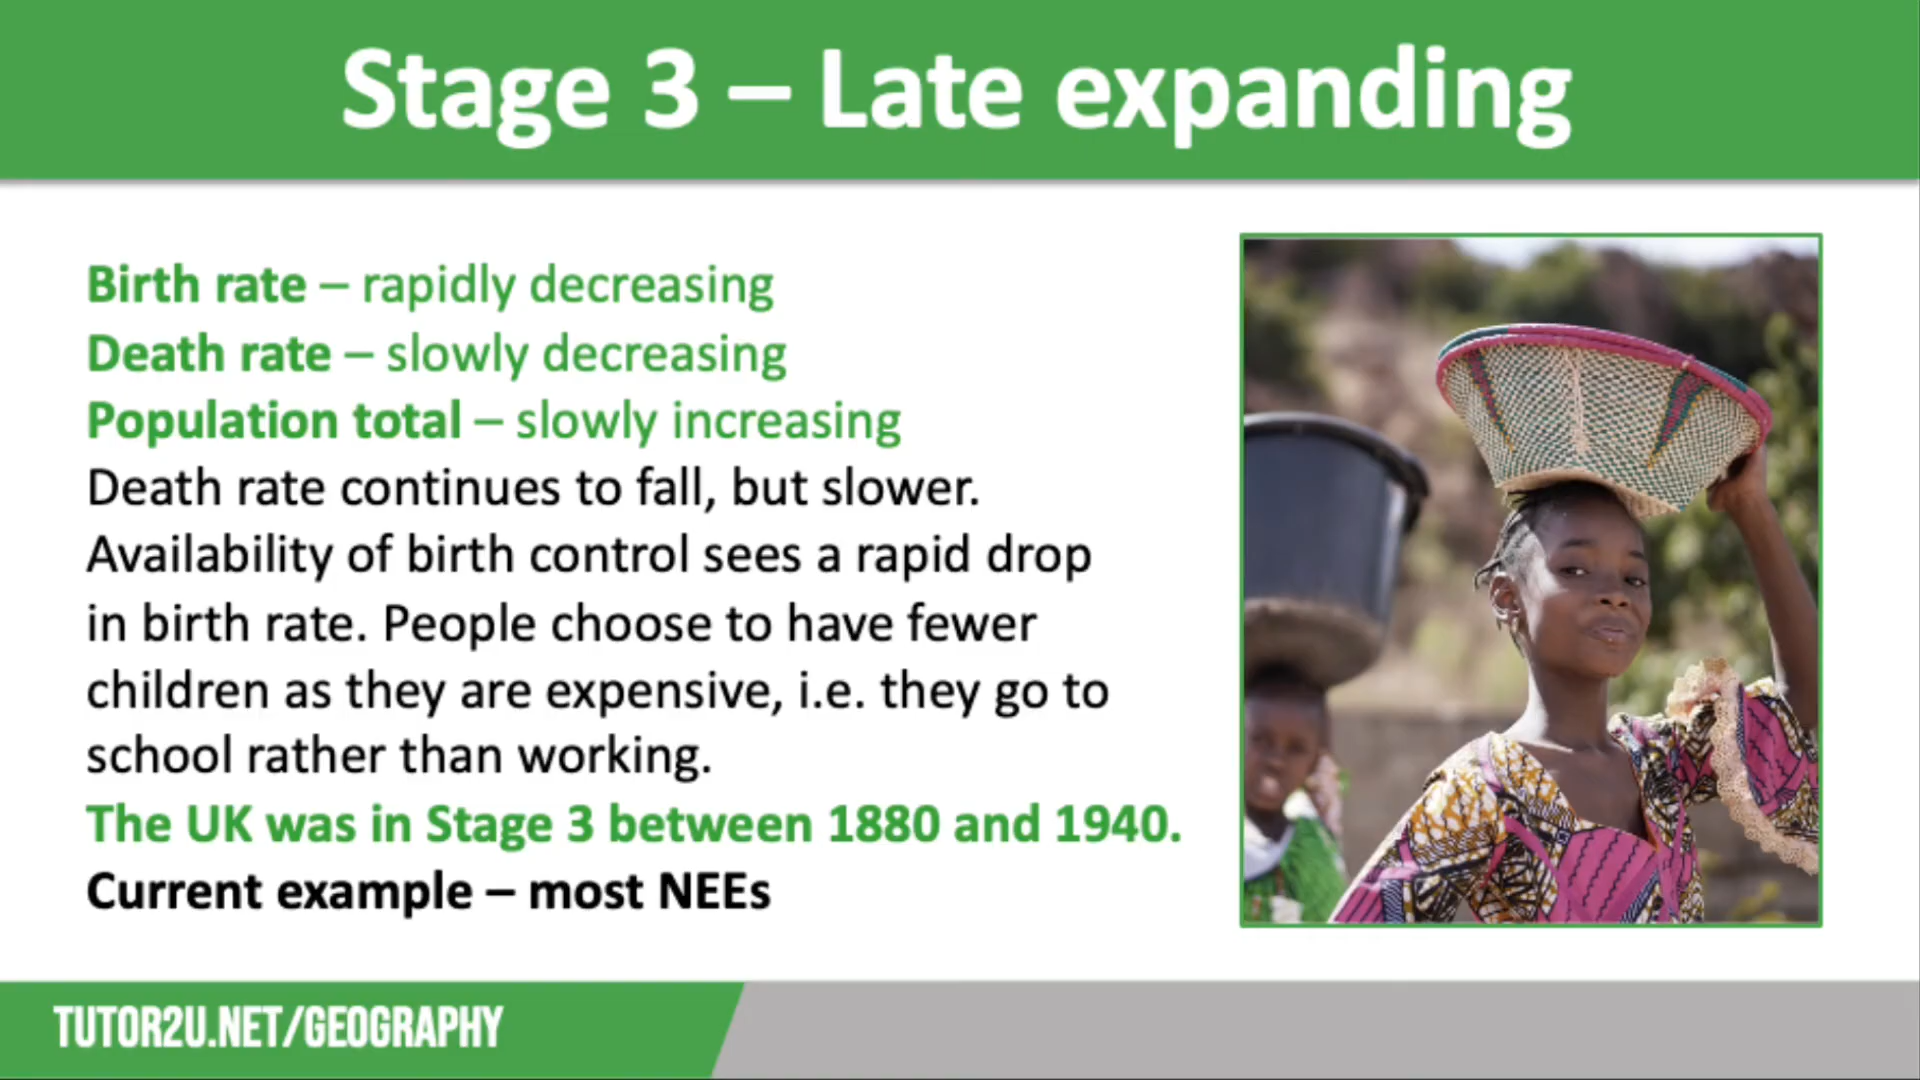 Stage 3 – Late expanding
Birth rate – rapidly decreasing
Death rate – slowly decreasing
Population total – slowly increasing
Death rate continues to fall, but slower.
Availability of birth control sees a rapid drop
in birth rate. People choose to have fewer
children as they are expensive, i.e. they go to
school rather than working.
The UK was in Stage 3 between 1880 and 1940.
Current example – most NEEs
TUTOR2U.NET/GEOGRAPHY